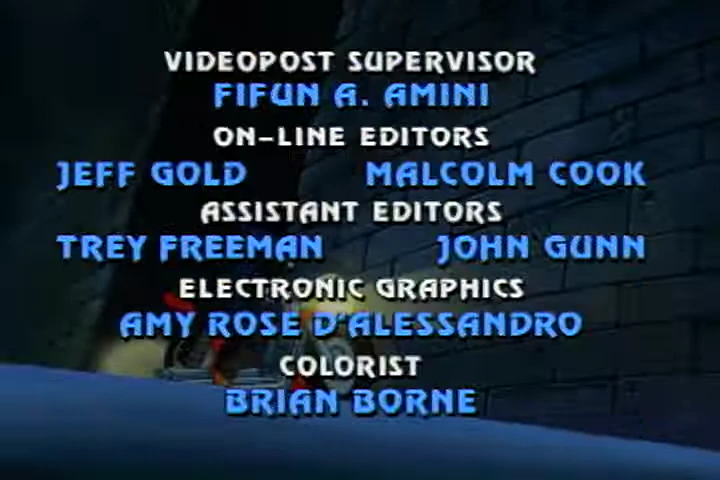 VIDEOPOST SUPERVISOR
FIFUN A. AMINI
ON-LINE EDITORS
JEFF GOLD MALCOLM COOK
ASSISTANT EDITORS
TREY FREEMAN JOHN GUNN
ELECTRONIC GRAPHICS
AMY ROSE D'ALESSANDRO
COLORIST
BRIAN BORNE